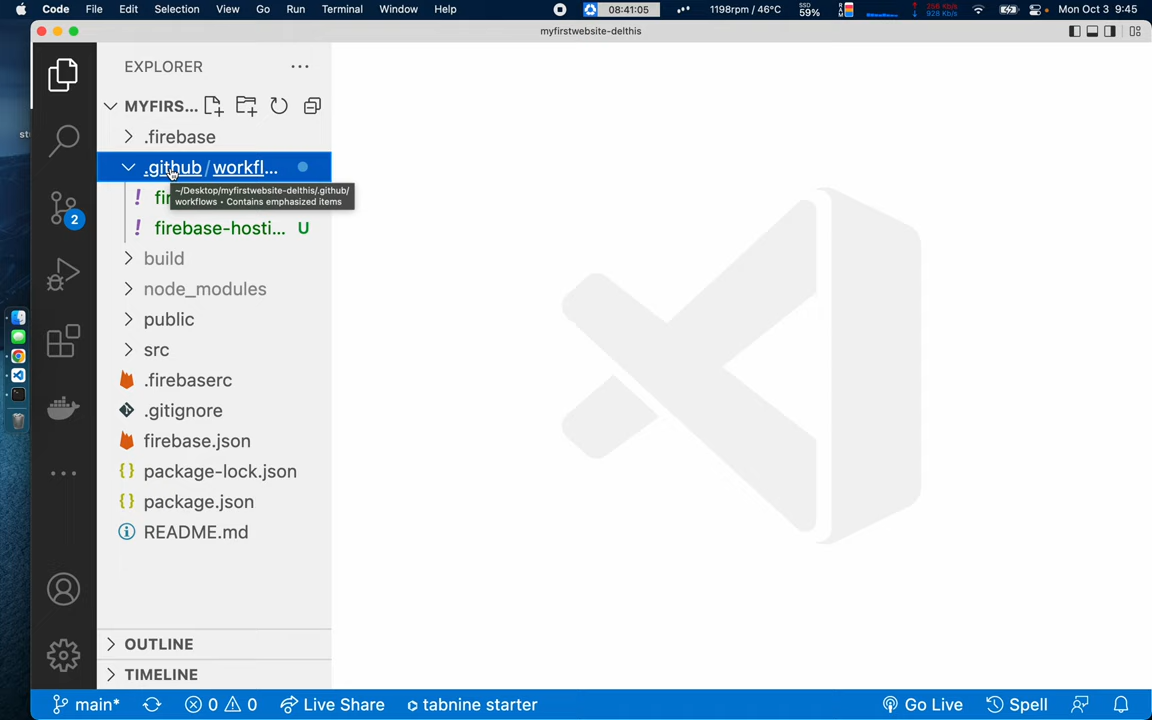 Code File Edit Selection View Go Run Terminal Window Help 08:41:05 1198rpm / 46°C SSD 59% 928 Kb/s Mon Oct 3 9:45
myfirstwebsite-delthis
EXPLORER
MYFIRS...
.firebase
.github / workfl...
~/Desktop/myfirstwebsite-delthis/.github/
workflows • Contains emphasized items
firebase-hosti... U
2
build
node_modules
public
src
.firebaserc
.gitignore
firebase.json
package-lock.json
package.json
README.md
OUTLINE
TIMELINE
main* 0 0 Live Share tabnine starter Go Live Spell